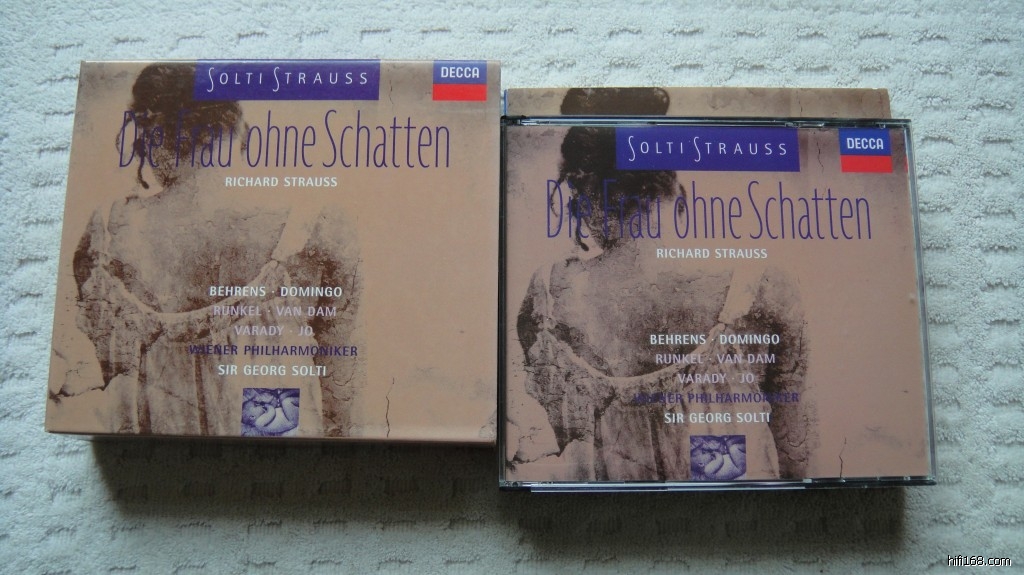 SOLTI STRAUSS
DECCA
Die Frau ohne Schatten
RICHARD STRAUSS
BEHRENS · DOMINGO
RUNKEL · VAN DAM
VARADY · JO
WIENER PHILHARMONIKER
SIR GEORG SOLTI
SOLTI STRAUSS
DECCA
Die Frau ohne Schatten
RICHARD STRAUSS
BEHRENS · DOMINGO
RUNKEL · VAN DAM
VARADY · JO
WIENER PHILHARMONIKER
SIR GEORG SOLTI
hifi168.com